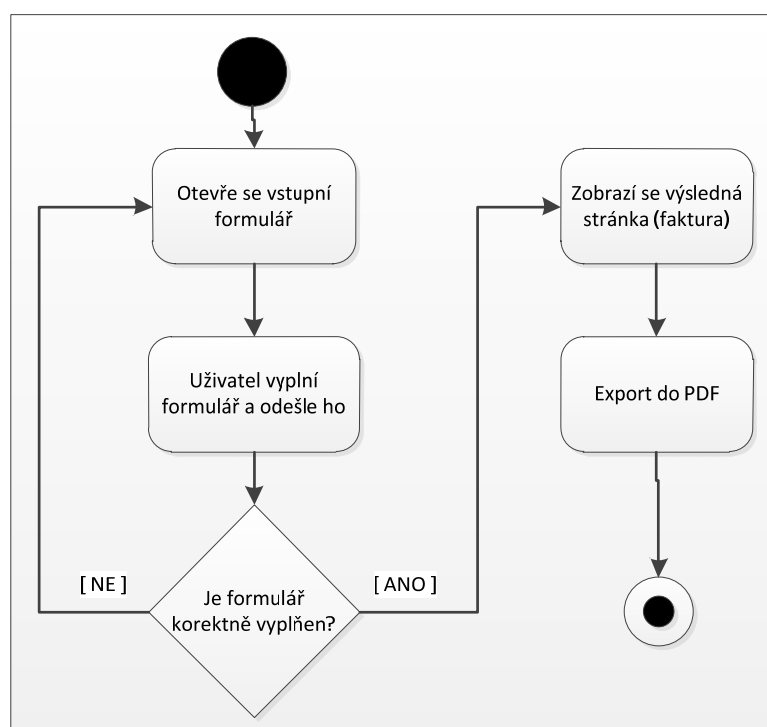 Otevře se vstupní
formulář
Uživatel vyplní
formulář a odešle ho
[ NE ]
Je formulář
korektně vyplňen?
[ ANO ]
Zobrazí se výsledná
stránka (faktura)
Export do PDF